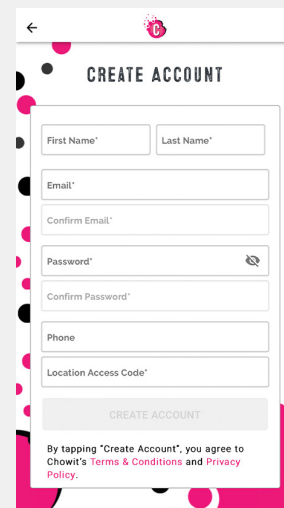 C
CREATE ACCOUNT
First Name* Last Name*
Email*
Confirm Email*
Password*
Confirm Password*
Phone
Location Access Code*
CREATE ACCOUNT
By tapping "Create Account", you agree to
Chowit's Terms & Conditions and Privacy
Policy.